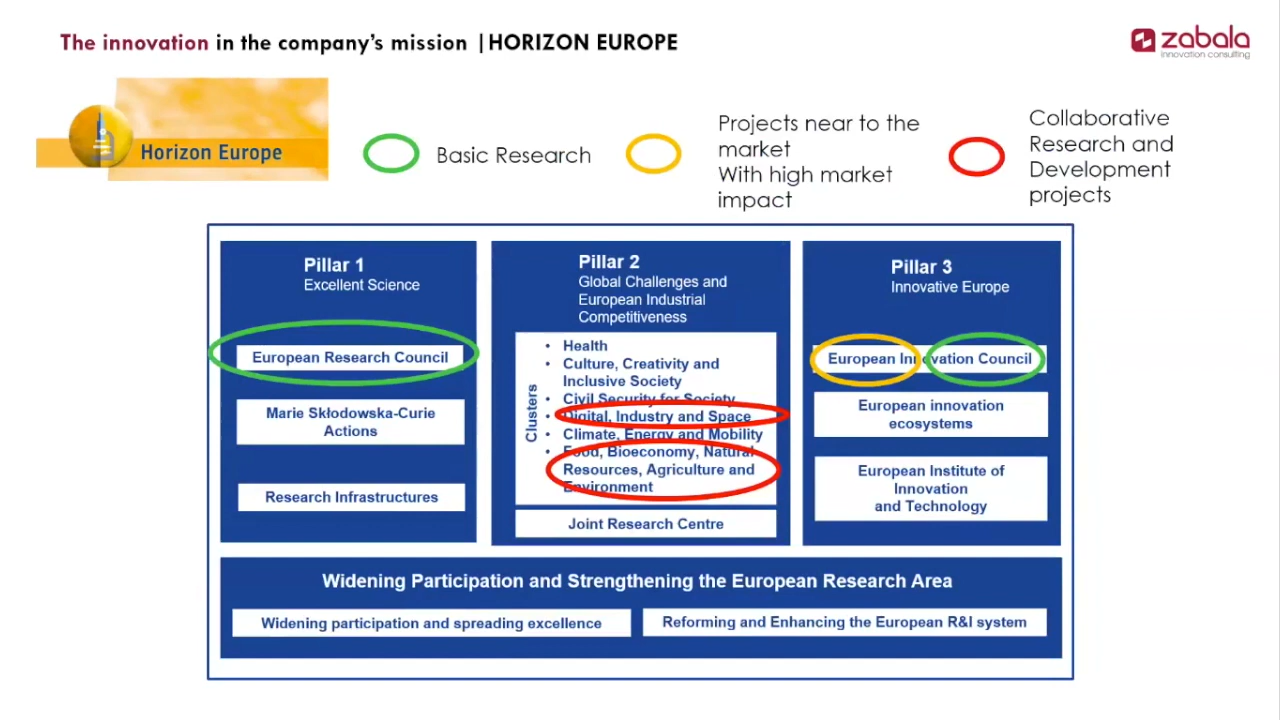 The innovation in the company's mission | HORIZON EUROPE
zabala
innovation consulting
Horizon Europe
Basic Research
Projects near to the
market
With high market
impact
Collaborative
Research and
Development
projects
Pillar 1
Excellent Science
European Research Council
Marie Skłodowska-Curie
Actions
Research Infrastructures
Pillar 2
Global Challenges and
European Industrial
Competitiveness
Clusters
• Health
• Culture, Creativity and
Inclusive Society
• Civil Security for Society
• Digital, Industry and Space
• Climate, Energy and Mobility
• Food, Bioeconomy, Natural
Resources, Agriculture and
Environment
Joint Research Centre
Pillar 3
Innovative Europe
European Innovation Council
European innovation
ecosystems
European Institute of
Innovation
and Technology
Widening Participation and Strengthening the European Research Area
Widening participation and spreading excellence
Reforming and Enhancing the European R&I system